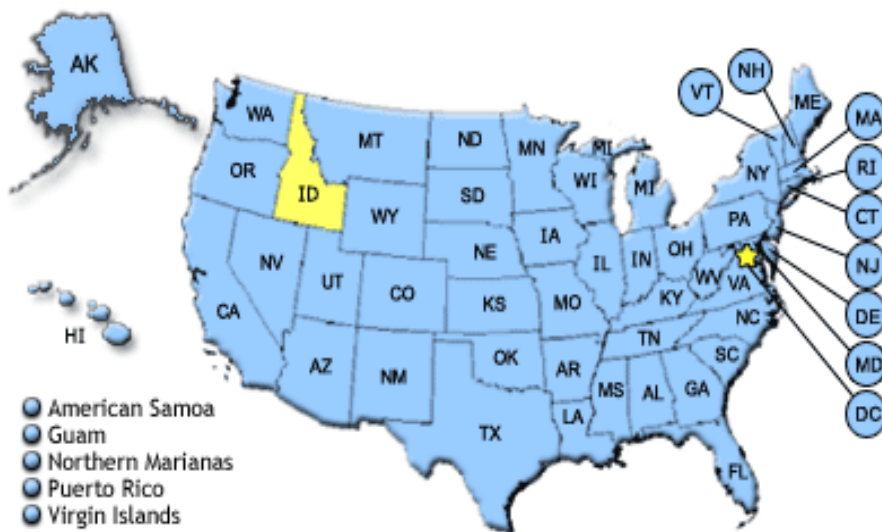 AK
WA
MT
ND
MN
MI
VT
NH
ME
MA
OR
ID
WY
SD
WI
MI
NY
RI
CT
NV
UT
CO
NE
IA
IL
IN
OH
PA
NJ
CA
KS
MO
KY
WV
VA
DE
HI
AZ
NM
OK
AR
TN
NC
MD
SC
DC
TX
LA
MS
AL
GA
FL
American Samoa
Guam
Northern Marianas
Puerto Rico
Virgin Islands